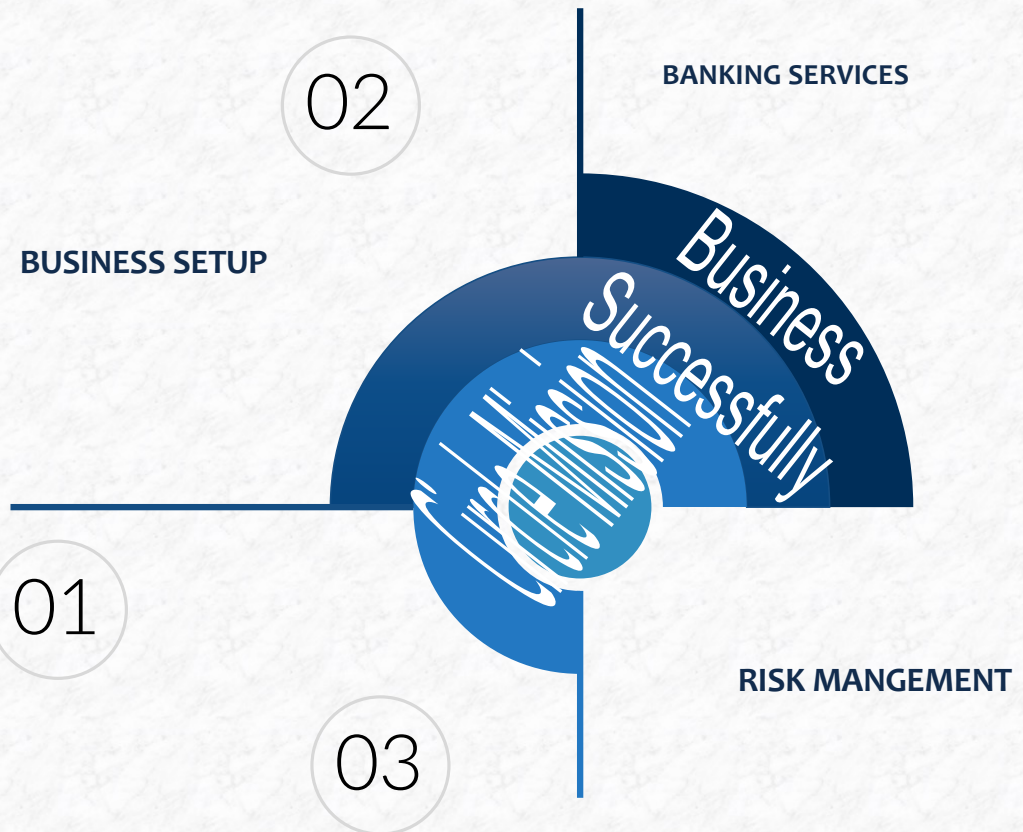 02
BANKING SERVICES
BUSINESS SETUP
Business
Successfully
01
RISK MANGEMENT
03